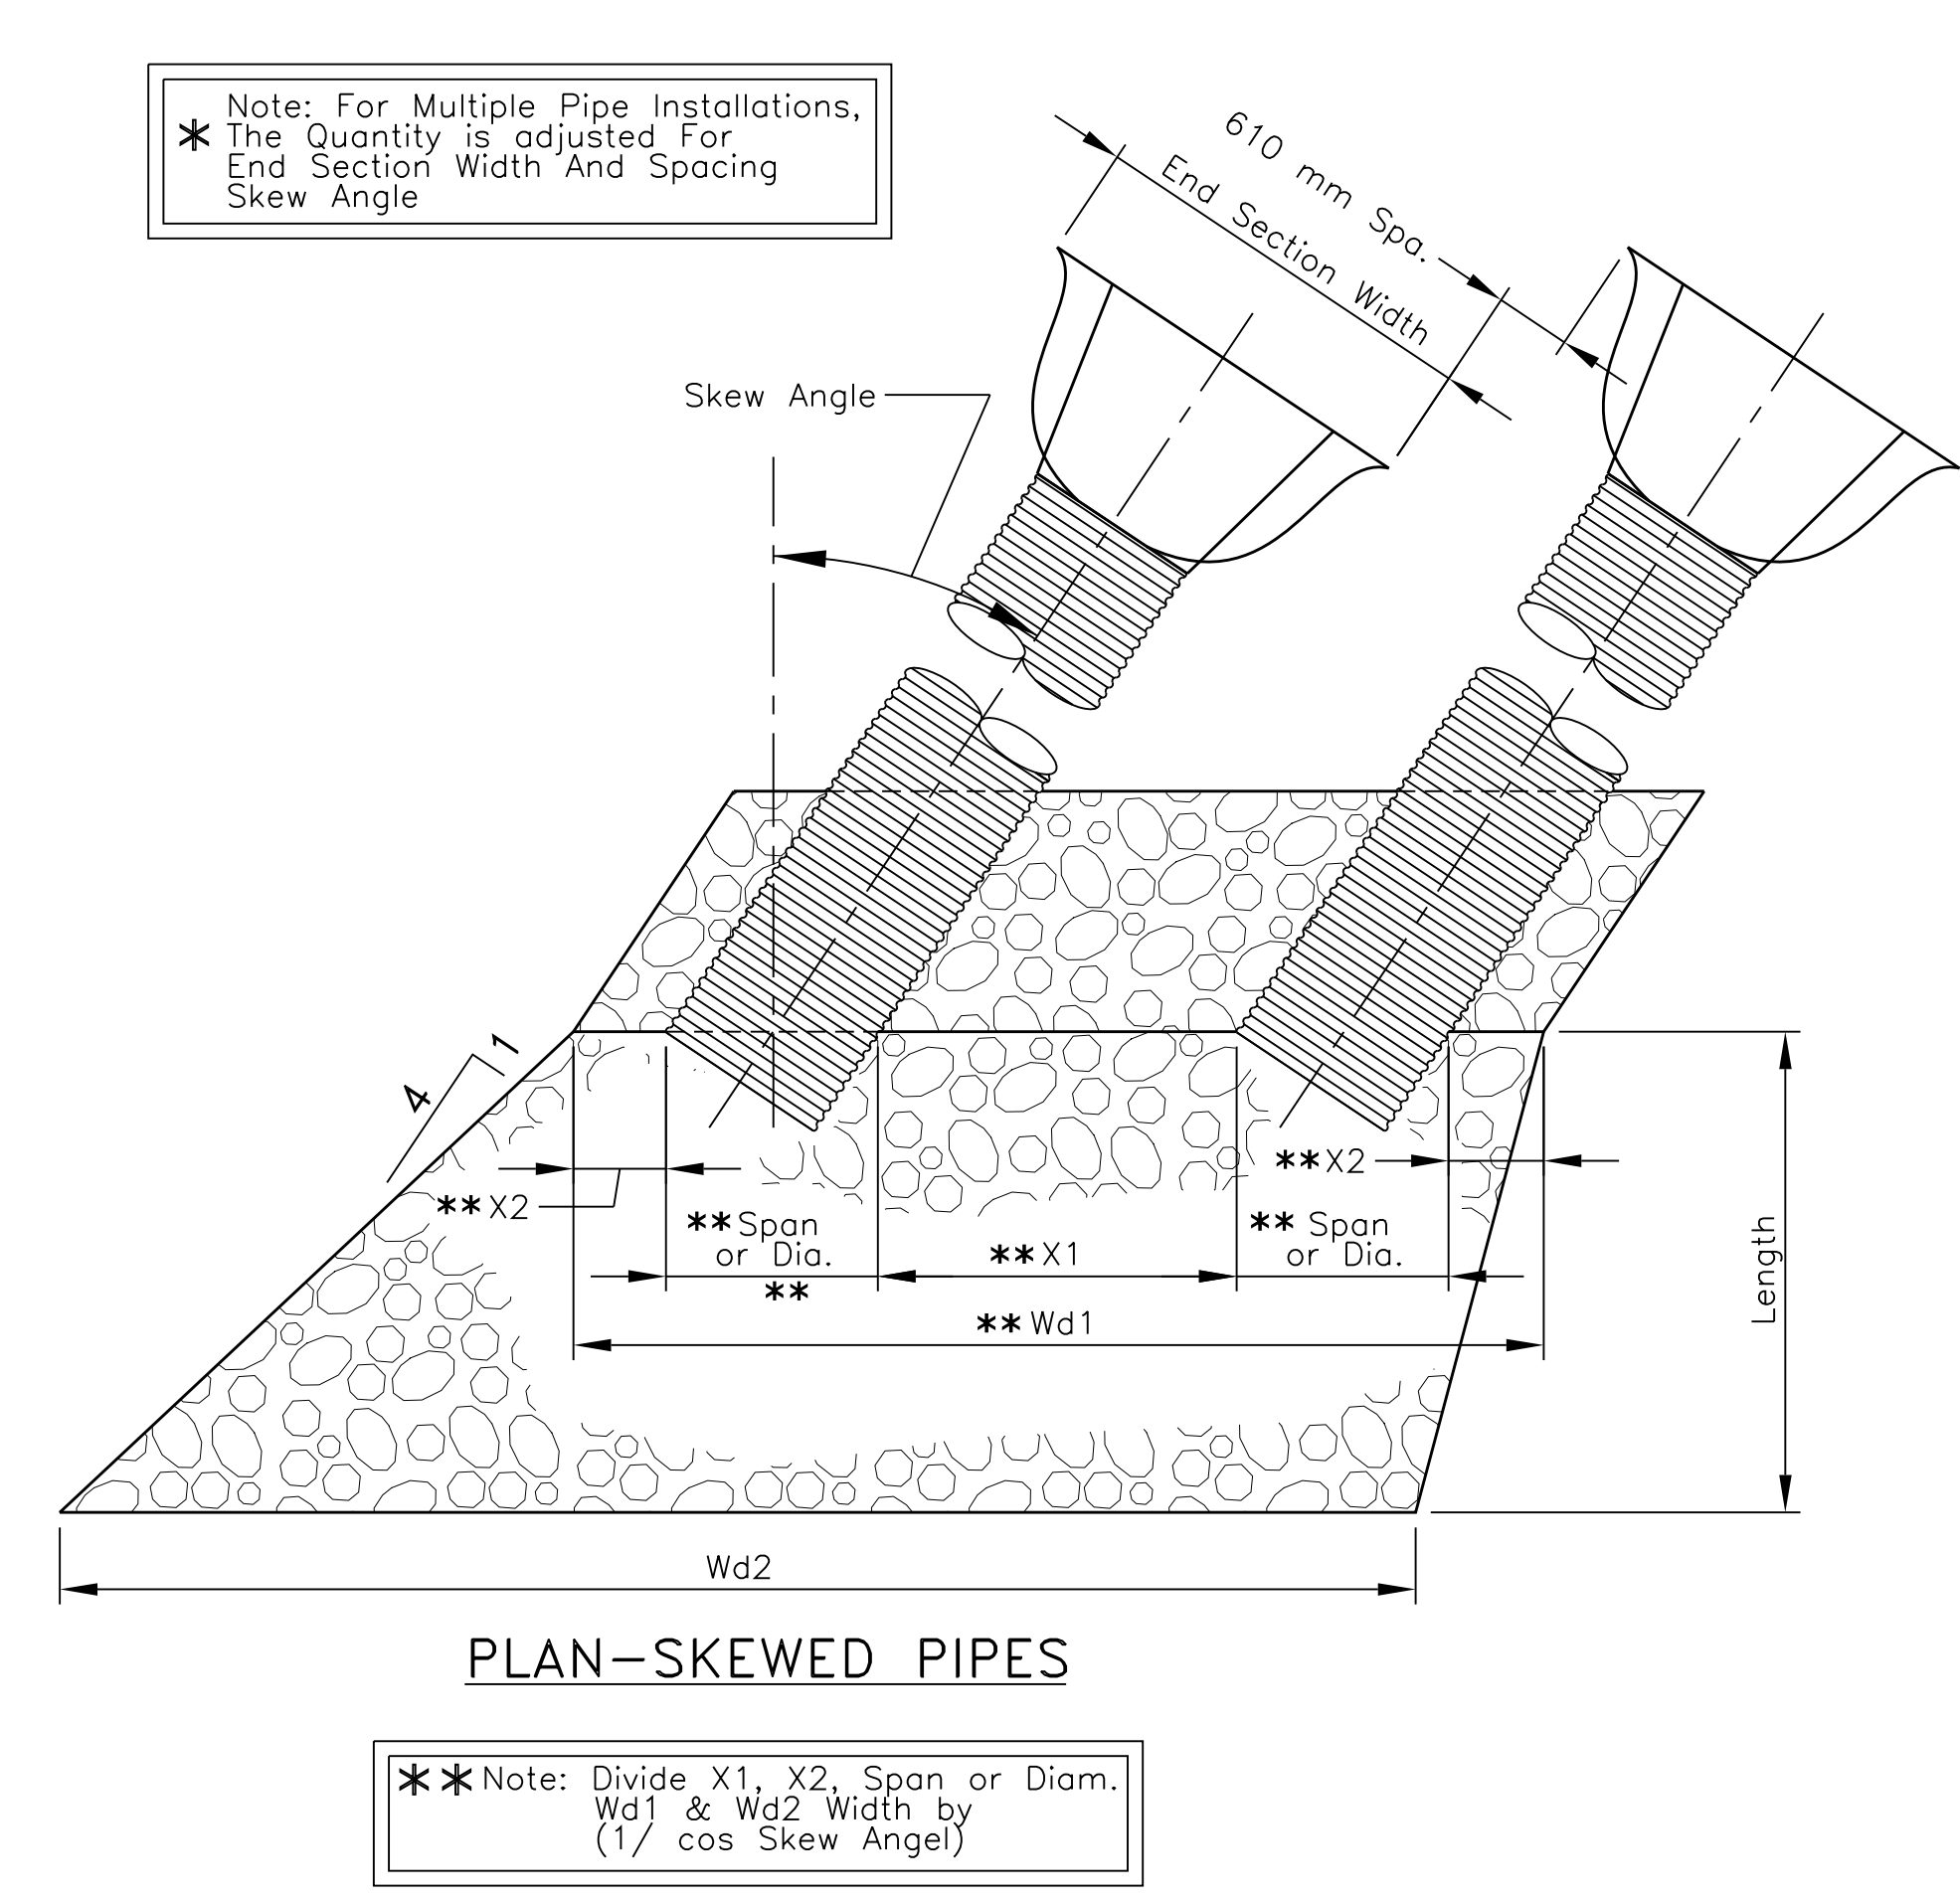 * Note: For Multiple Pipe Installations,
The Quantity is adjusted For
End Section Width And Spacing
Skew Angle
610 mm Spa.
End Section Width
Skew Angle
1
4
**X2
**X2
**Span
or Dia.
**
**X1
** Span
or Dia.
**Wd1
Length
Wd2
PLAN-SKEWED PIPES
**Note: Divide X1, X2, Span or Diam.
Wd1 & Wd2 Width by
(1/ cos Skew Angel)